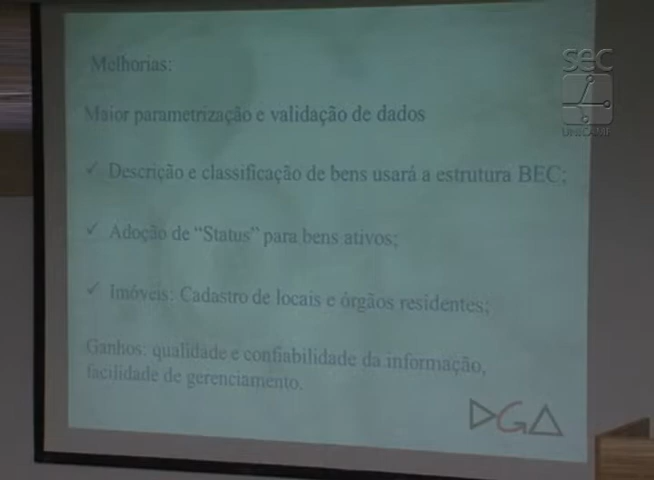 Melhorias:
sec
UNICAMP
Maior parametrização e validação de dados
✓ Descrição e classificação de bens usará a estrutura BEC;
✓ Adoção de “Status” para bens ativos;
✓ Imóveis: Cadastro de locais e órgãos residentes;
Ganhos: qualidade e confiabilidade da informação,
facilidade de gerenciamento.
DGA